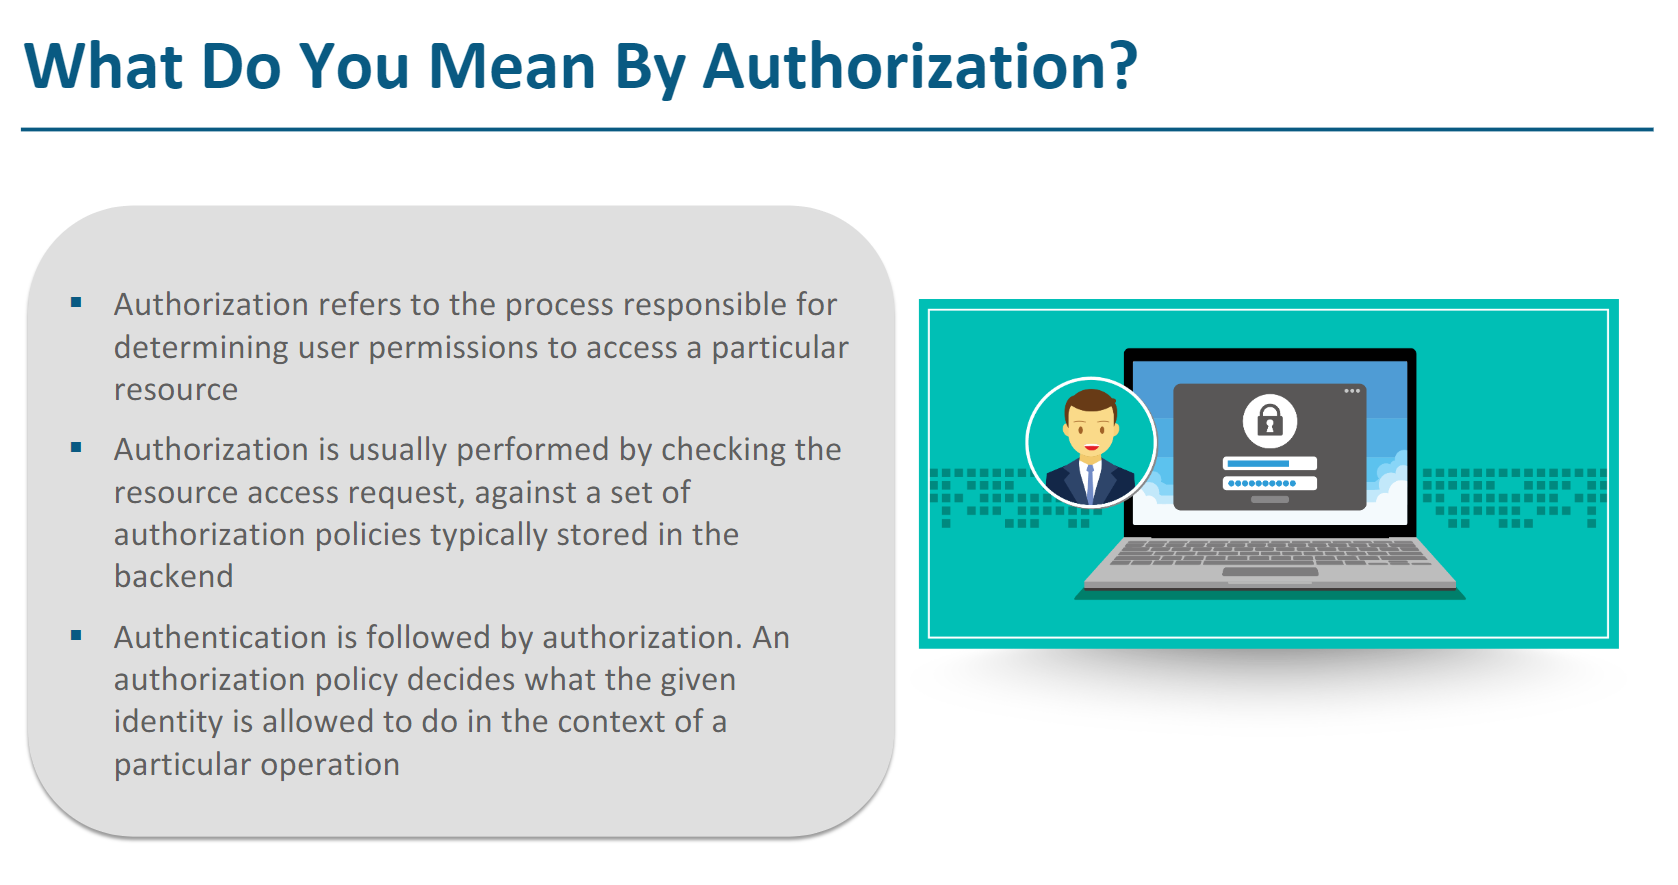 What Do You Mean By Authorization?
▪ Authorization refers to the process responsible for
determining user permissions to access a particular
resource
▪ Authorization is usually performed by checking the
resource access request, against a set of
authorization policies typically stored in the
backend
▪ Authentication is followed by authorization. An
authorization policy decides what the given
identity is allowed to do in the context of a
particular operation